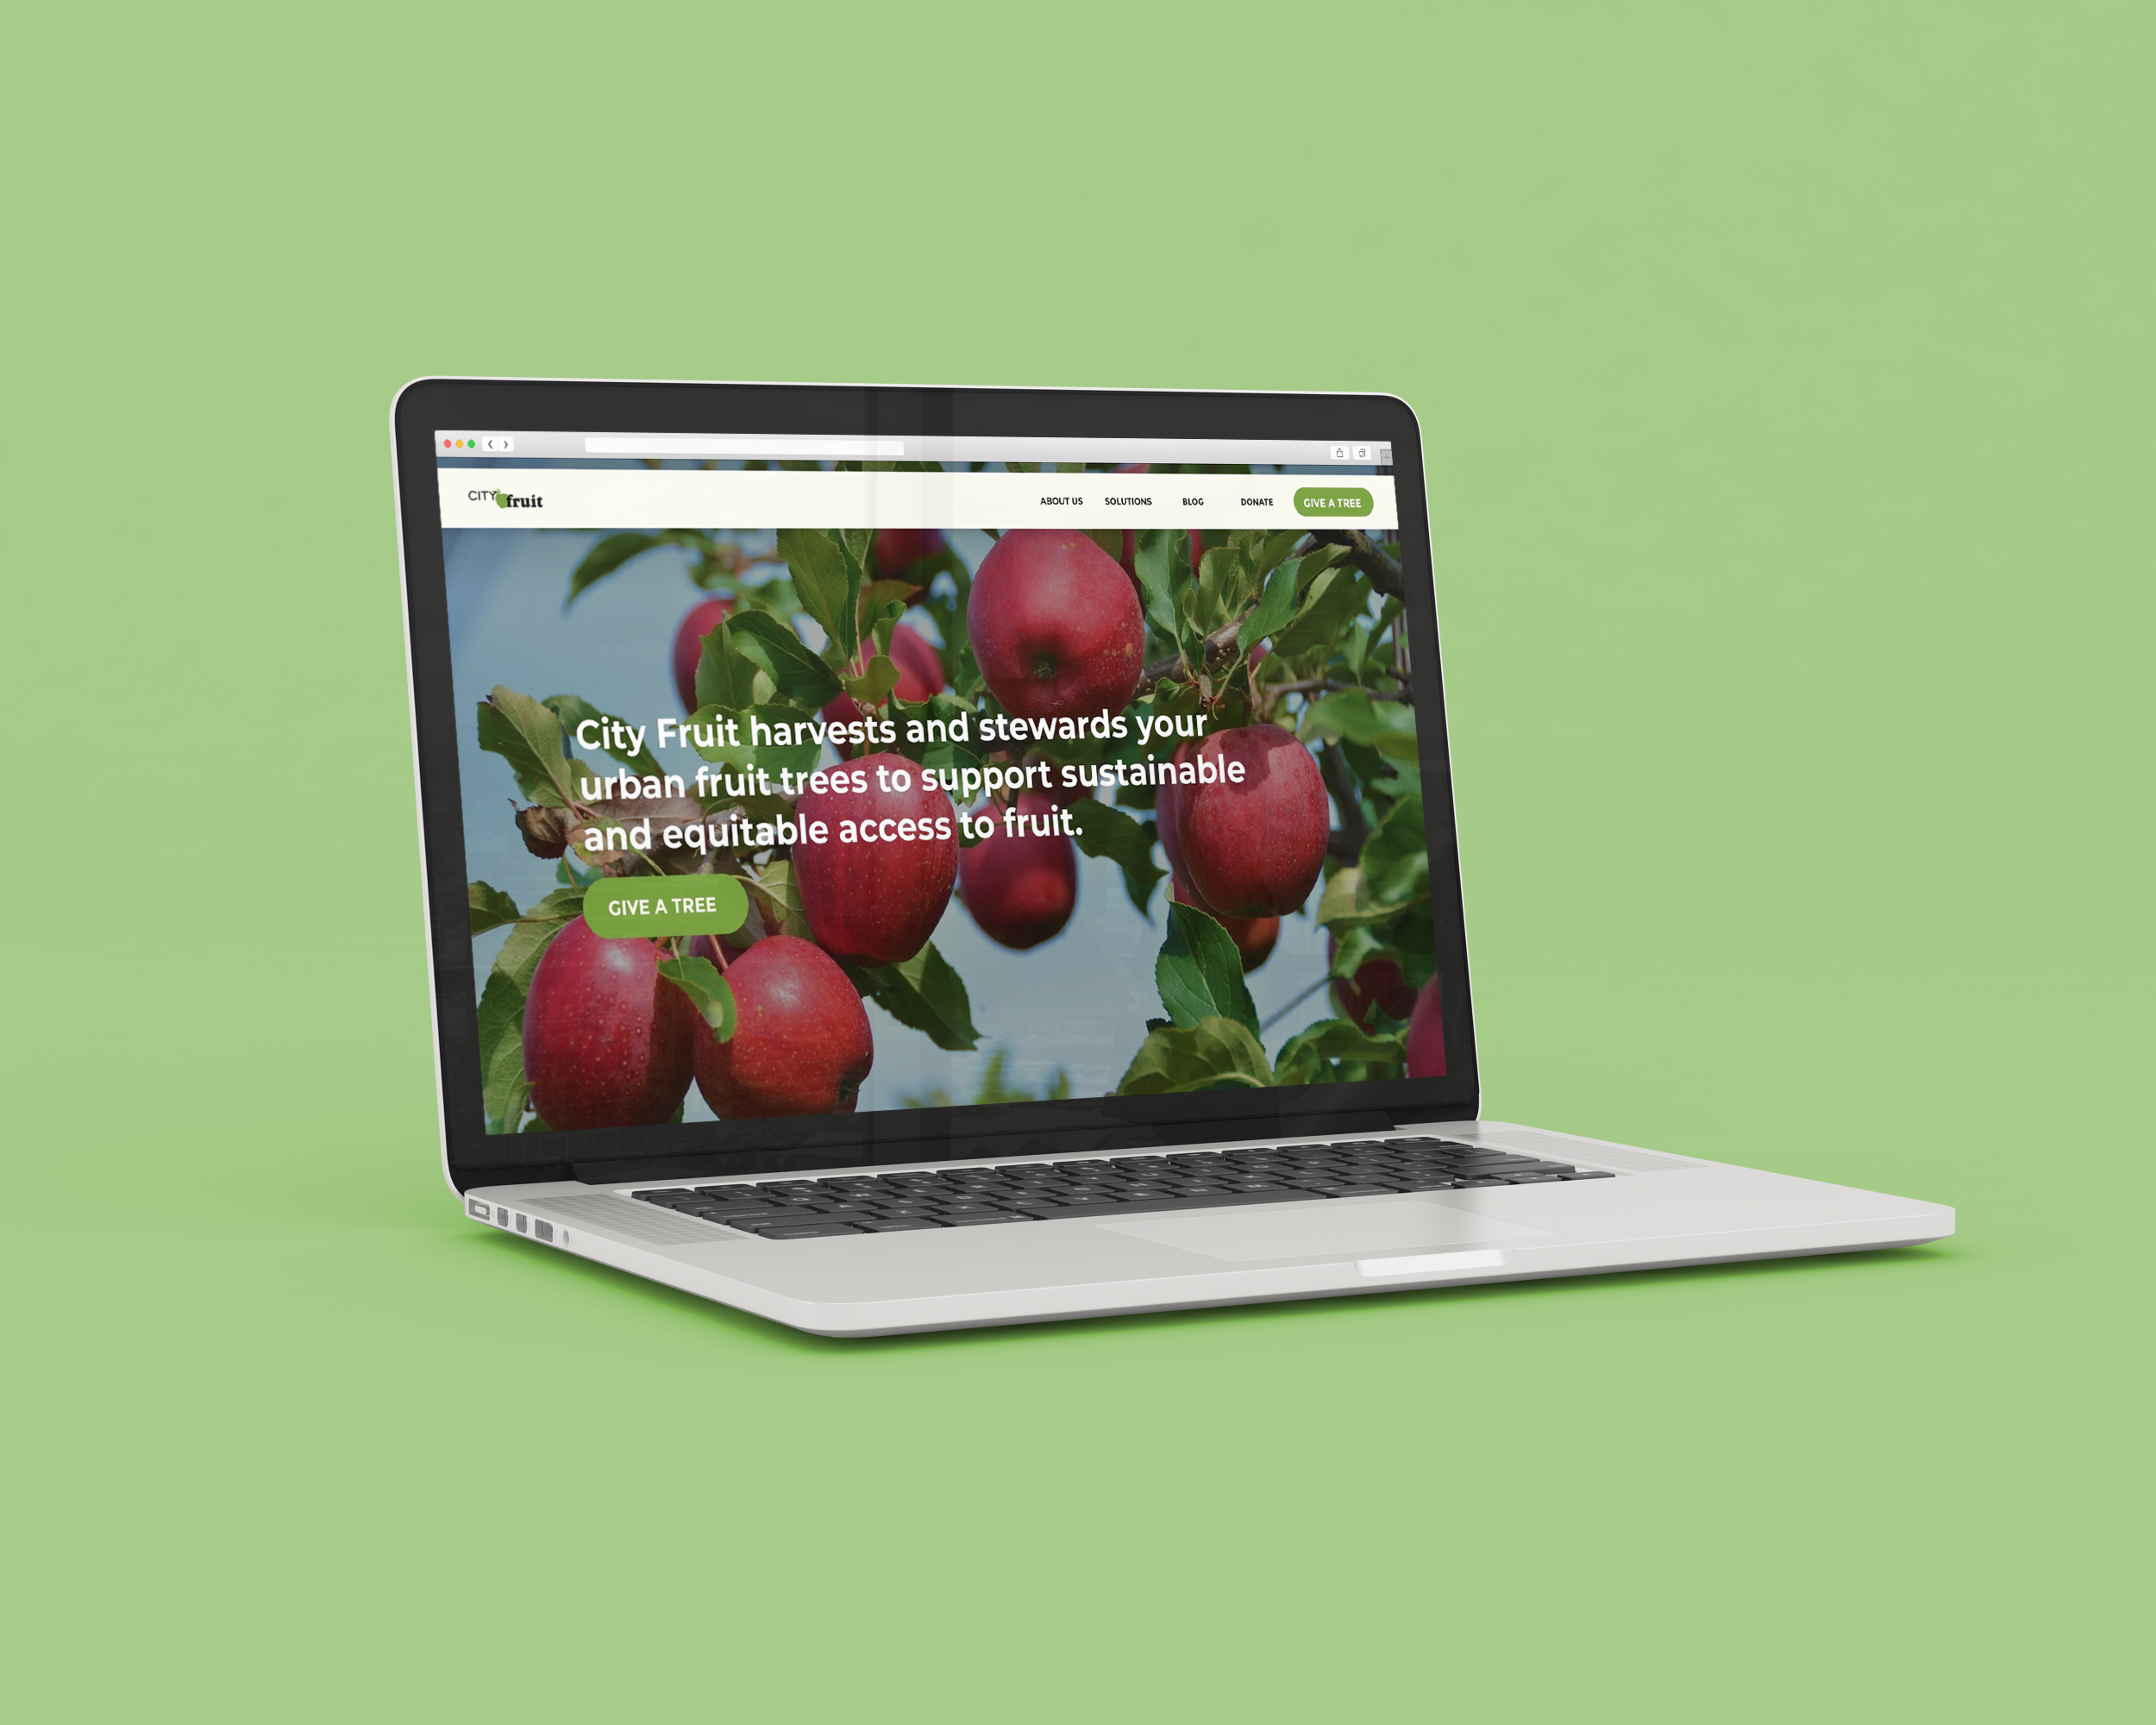 CITY fruit
ABOUT US
SOLUTIONS
BLOG
DONATE
GIVE A TREE
City Fruit harvests and stewards your
urban fruit trees to support sustainable
and equitable access to fruit.
GIVE A TREE